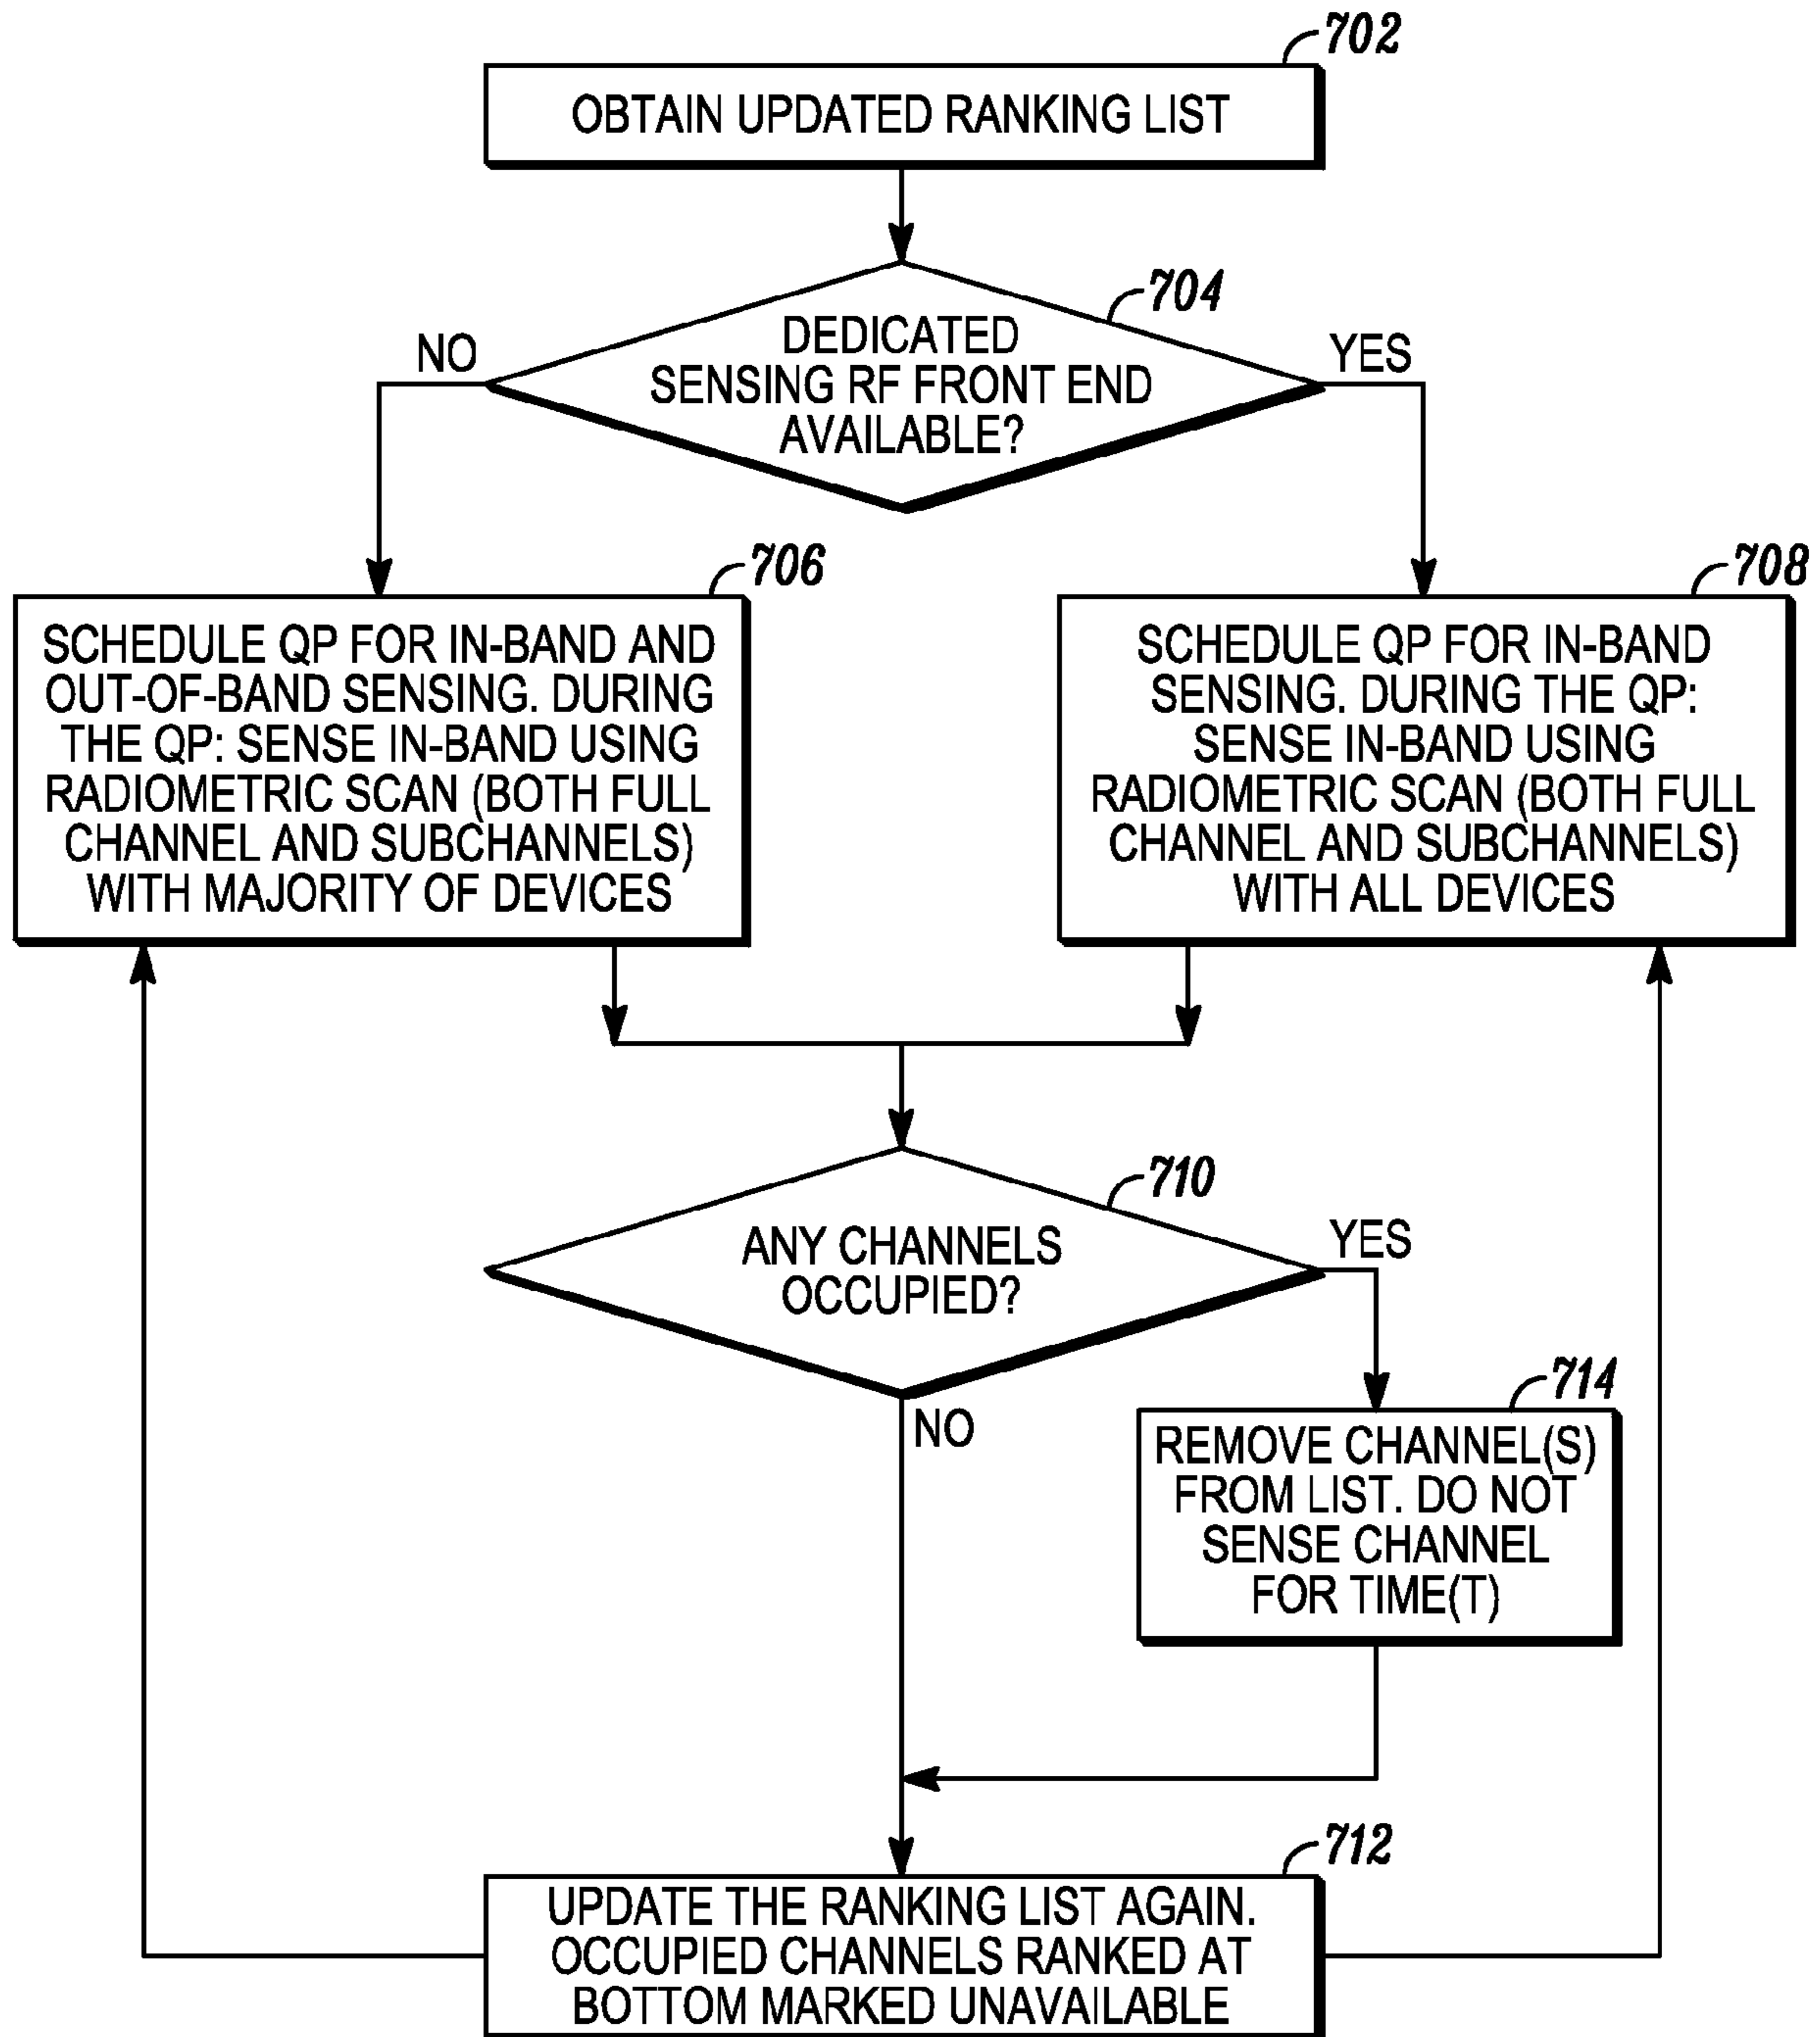 702
OBTAIN UPDATED RANKING LIST
704
DEDICATED
SENSING RF FRONT END
AVAILABLE?
NO
YES
706
SCHEDULE QP FOR IN-BAND AND
OUT-OF-BAND SENSING. DURING
THE QP: SENSE IN-BAND USING
RADIOMETRIC SCAN (BOTH FULL
CHANNEL AND SUBCHANNELS)
WITH MAJORITY OF DEVICES
708
SCHEDULE QP FOR IN-BAND
SENSING. DURING THE QP:
SENSE IN-BAND USING
RADIOMETRIC SCAN (BOTH FULL
CHANNEL AND SUBCHANNELS)
WITH ALL DEVICES
710
ANY CHANNELS
OCCUPIED?
YES
NO
714
REMOVE CHANNEL(S)
FROM LIST. DO NOT
SENSE CHANNEL
FOR TIME(T)
712
UPDATE THE RANKING LIST AGAIN.
OCCUPIED CHANNELS RANKED AT
BOTTOM MARKED UNAVAILABLE